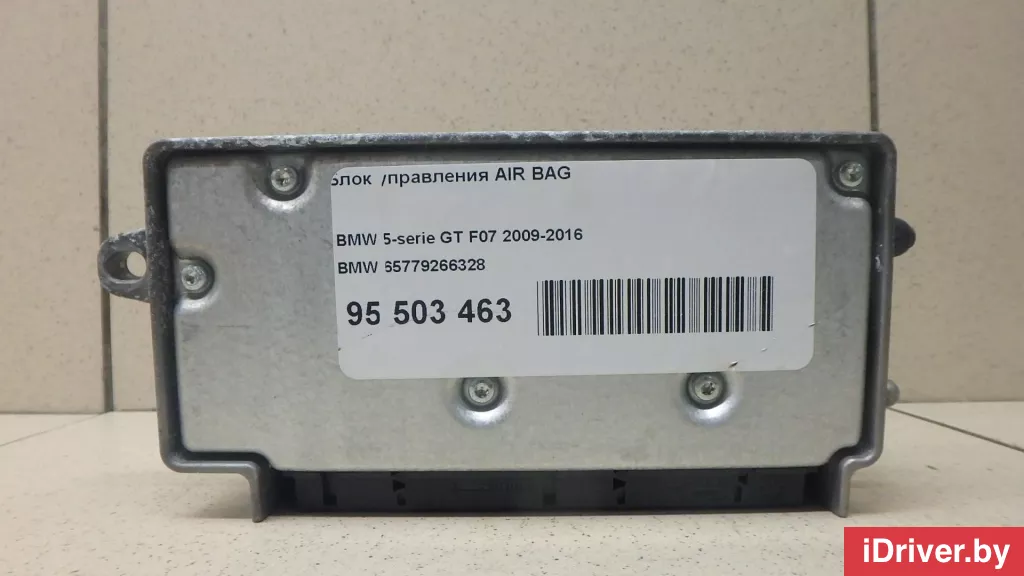 Блок управления AIR BAG
BMW 5-serie GT F07 2009-2016
BMW 65779266328
95 503 463
iDriver.by